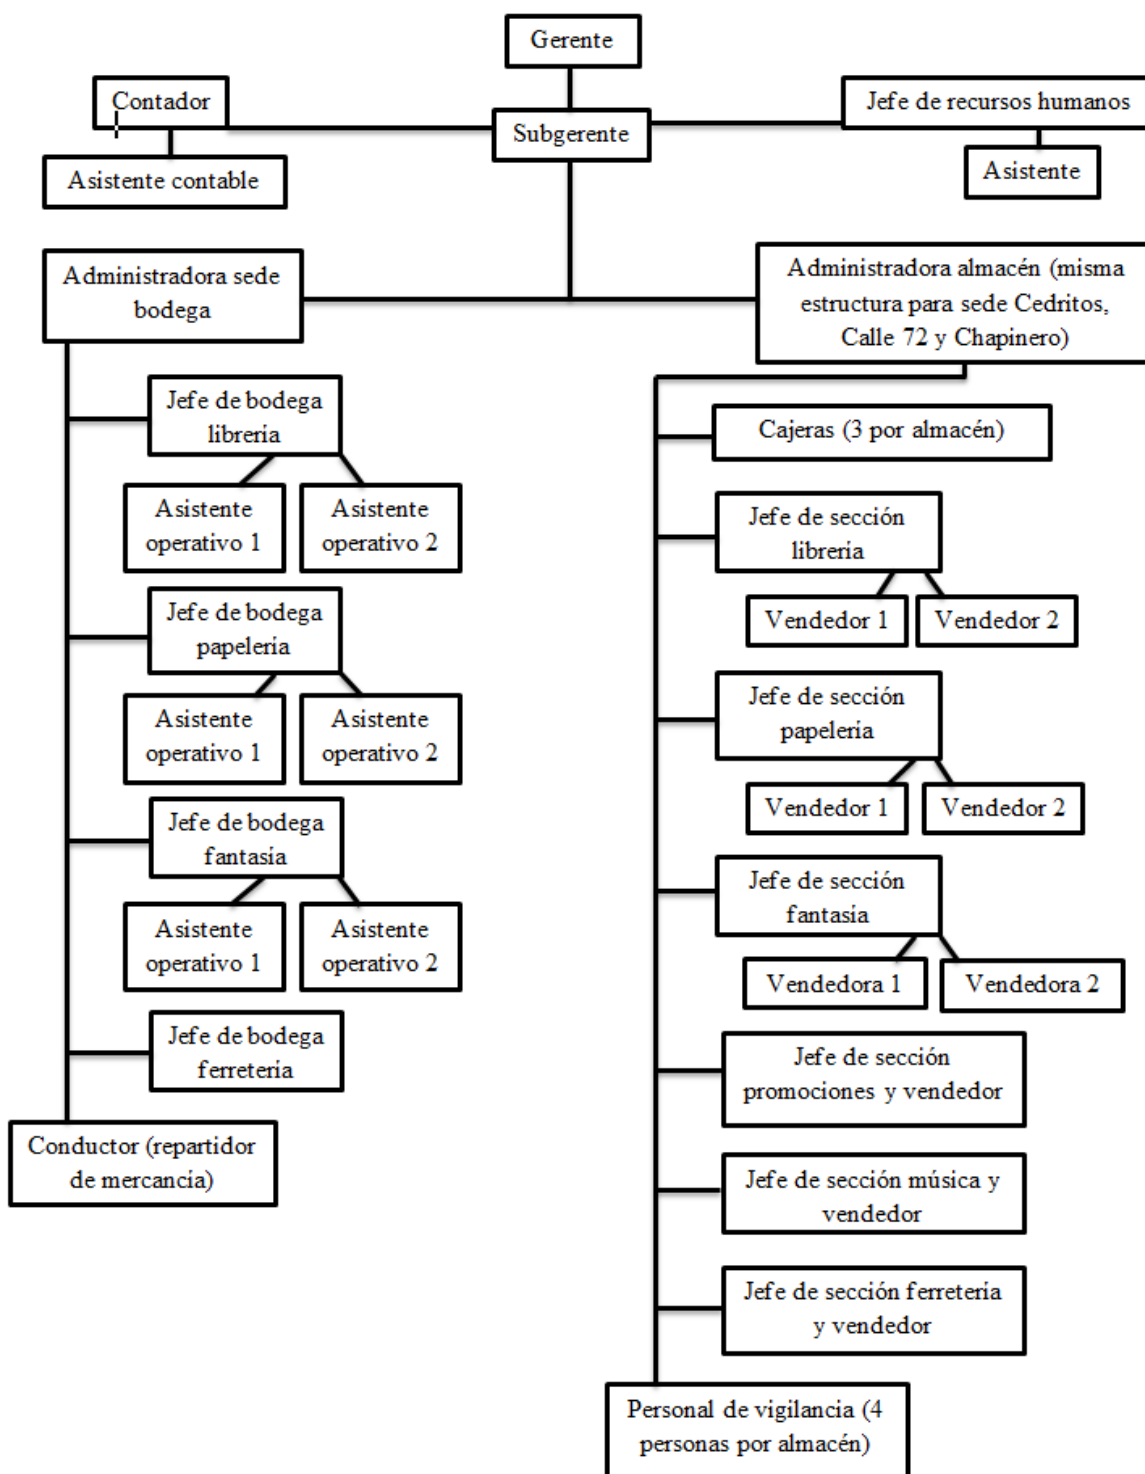 Gerente
Contador
Subgerente
Jefe de recursos humanos
Asistente contable
Asistente
Administradora sede
bodega
Administradora almacén (misma
estructura para sede Cedritos,
Calle 72 y Chapinero)
Jefe de bodega
libreria
Asistente
operativo 1
Asistente
operativo 2
Jefe de bodega
papeleria
Asistente
operativo 1
Asistente
operativo 2
Jefe de bodega
fantasía
Asistente
operativo 1
Asistente
operativo 2
Jefe de bodega
ferreteria
Conductor (repartidor
de mercancía)
Cajeras (3 por almacén)
Jefe de sección
librería
Vendedor 1
Vendedor 2
Jefe de sección
papelería
Vendedor 1
Vendedor 2
Jefe de sección
fantasía
Vendedora 1
Vendedora 2
Jefe de sección
promociones y vendedor
Jefe de sección música y
vendedor
Jefe de sección ferretería
y vendedor
Personal de vigilancia (4
personas por almacén)